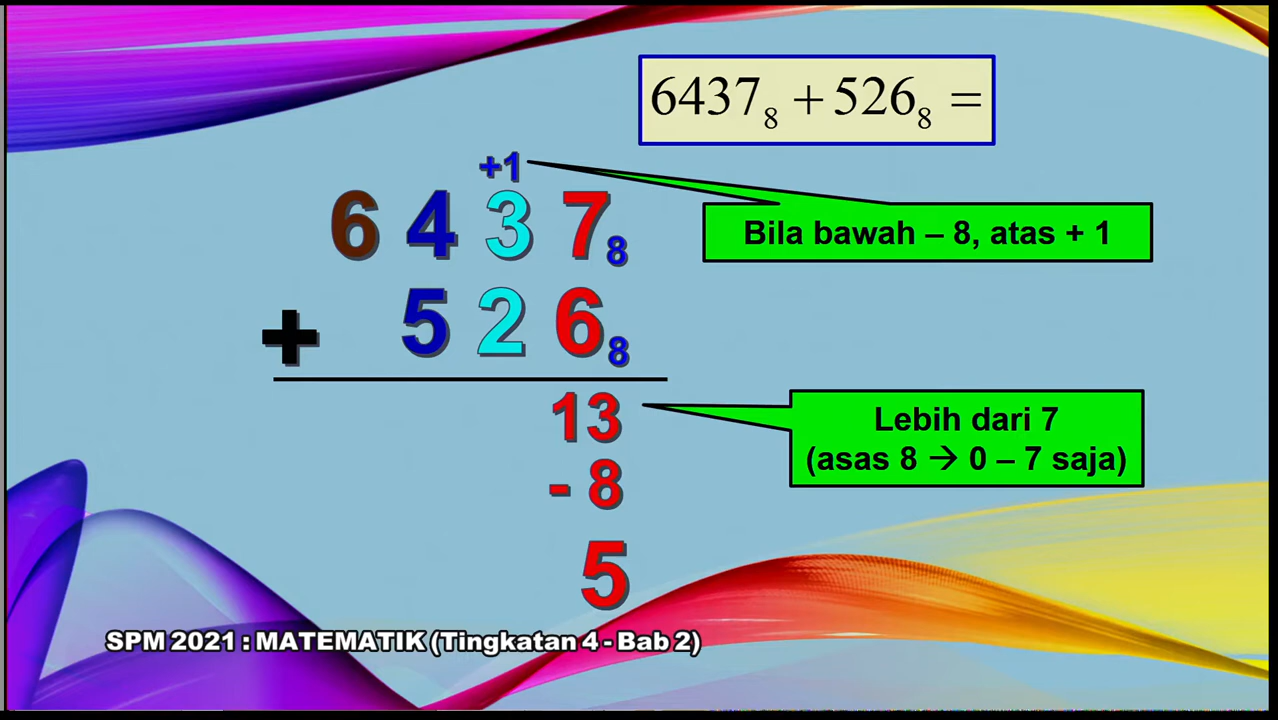 6437₈ + 526₈ =
+1
6 4 3 7₈
Bila bawah – 8, atas + 1
+ 5 2 6₈
13
Lebih dari 7
(asas 8 → 0 – 7 saja)
- 8
5
SPM 2021 : MATEMATIK (Tingkatan 4 - Bab 2)